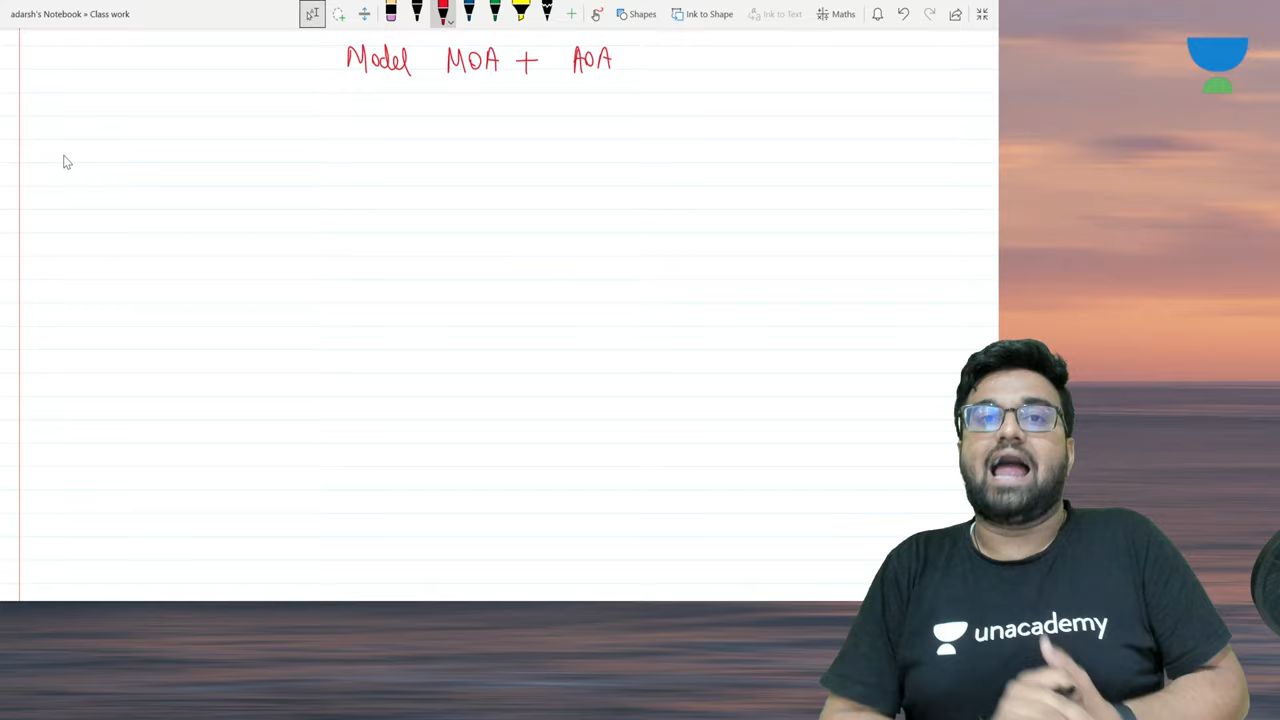 adarsh's Notebook » Class work
Shapes
Ink to Shape
Ink to Text
Maths
Model MOA + AOA
unacademy